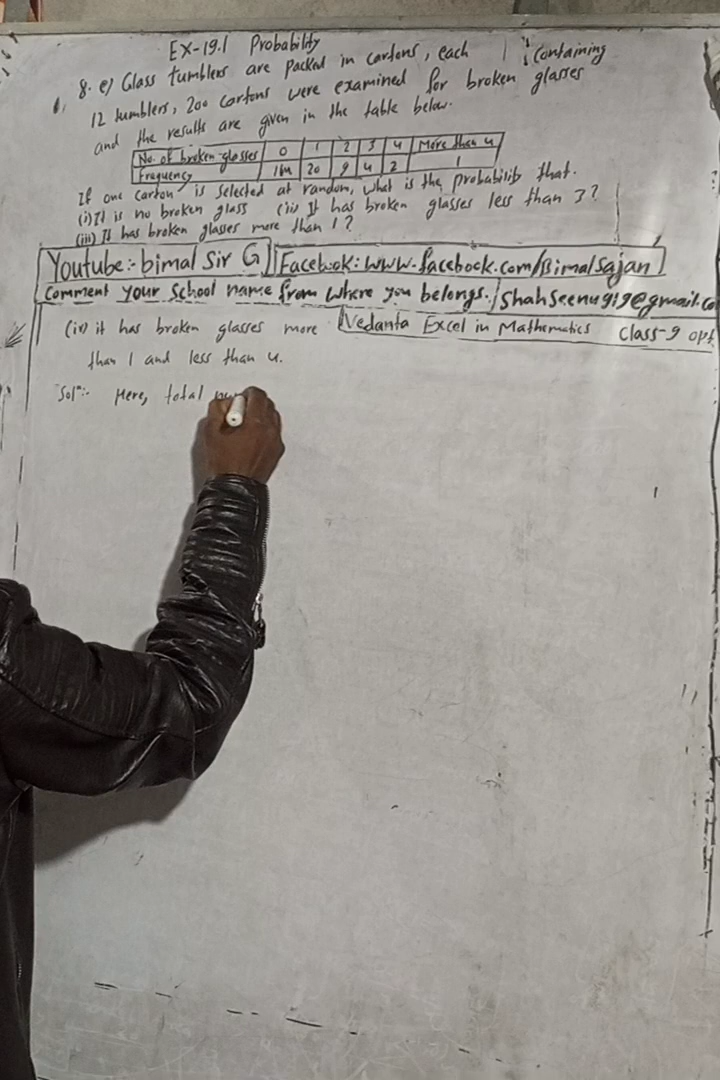 EX-19.1 Probability
8. e) Glass tumblers are packed in cartons, each containing
12 tumblers, 200 cartons were examined for broken glasses
and the results are given in the table below.
No. of broken glasses 0 1 2 3 4 More than 4
Frequency 164 20 9 4 2 1
If one carton is selected at random, what is the probability that.
(i) It is no broken glass (ii) It has broken glasses less than 3?
(iii) It has broken glasses more than 1?
Youtube:- bimal Sir G Facebook: www.facebook.com/Bimalsajan
Comment your School name from where you belongs. shahseenu919@gmail.co
(iv) it has broken glasses more Vedanta Excel in Mathematics Class-9 opt
than 1 and less than 4.
Solⁿ:- Here, total